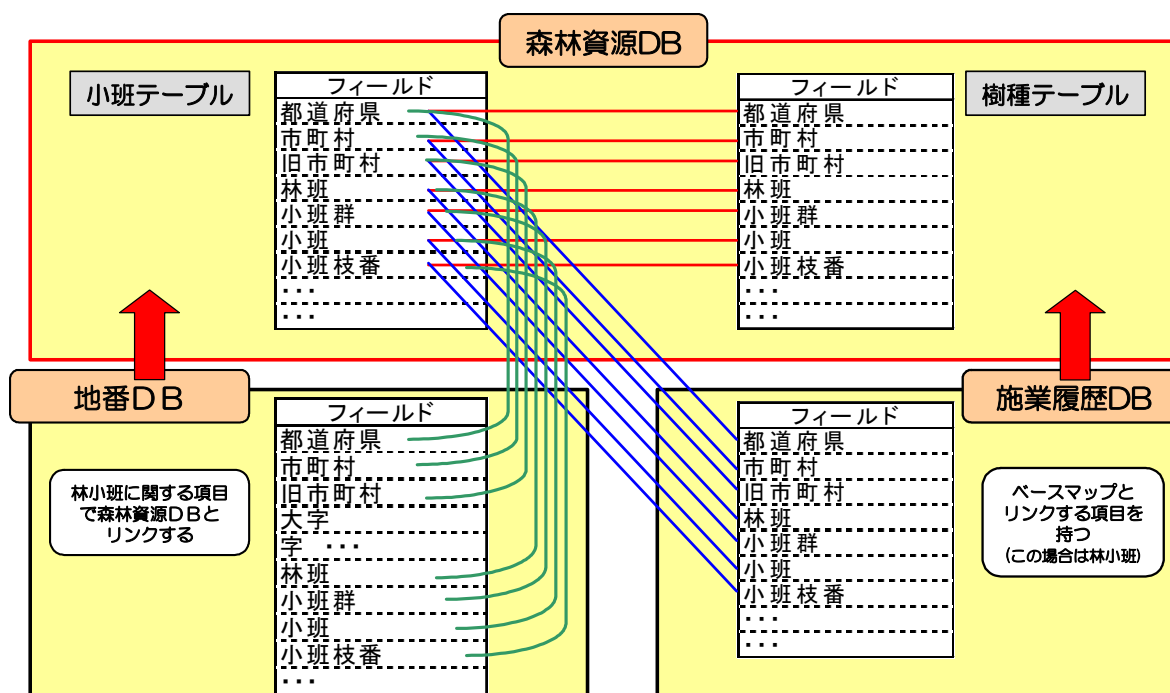 森林資源DB
小班テーブル
フィールド
都道府県
市町村
旧市町村
林班
小班群
小班
小班枝番
・・・
・・・
フィールド
都道府県
市町村
旧市町村
林班
小班群
小班
小班枝番
・・・
・・・
樹種テーブル
地番DB
林小班に関する項目
で森林資源DBと
リンクする
フィールド
都道府県
市町村
旧市町村
大字
字 ・・・
林班
小班群
小班
小班枝番
・・・
施業履歴DB
フィールド
都道府県
市町村
旧市町村
林班
小班群
小班
小班枝番
・・・
・・・
ベースマップと
リンクする項目を
持つ
(この場合は林小班)